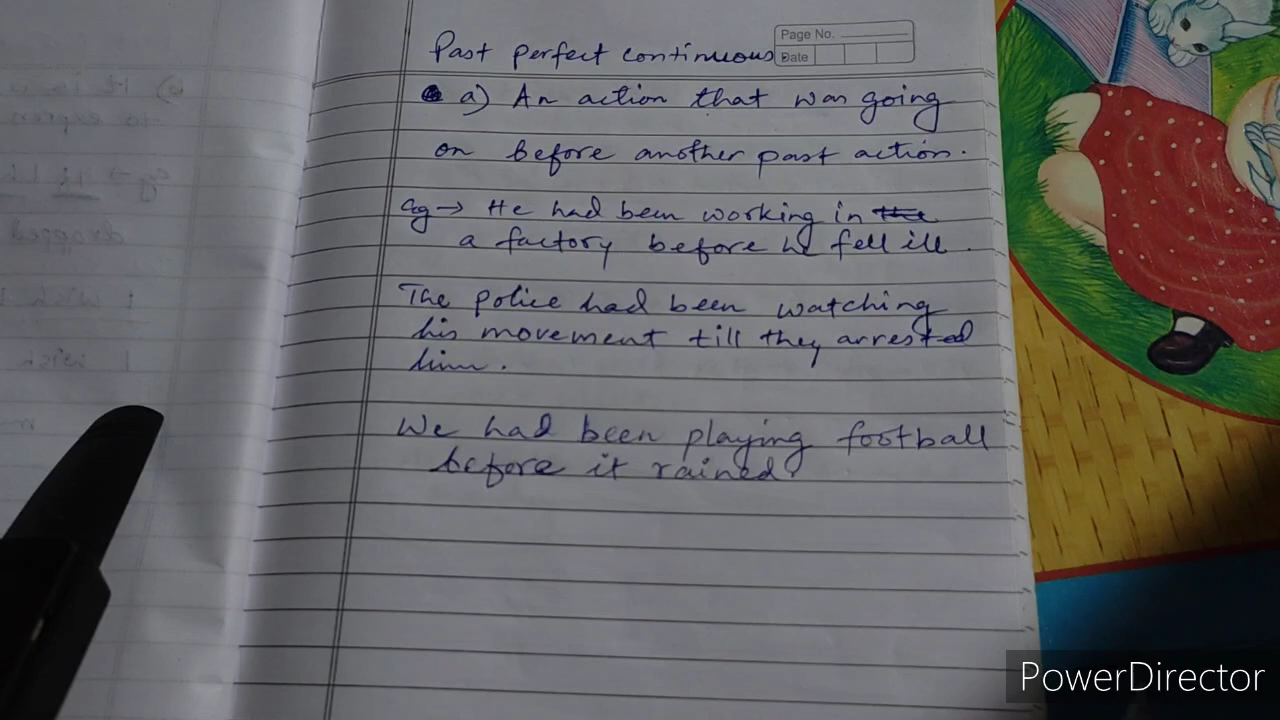 Page No.
Date
Past perfect continuous
a) An action that was going
on before another past action.
eg → He had been working in the
a factory before he fell ill.
The police had been watching
his movement till they arrested
him.
We had been playing football
before it rained
PowerDirector